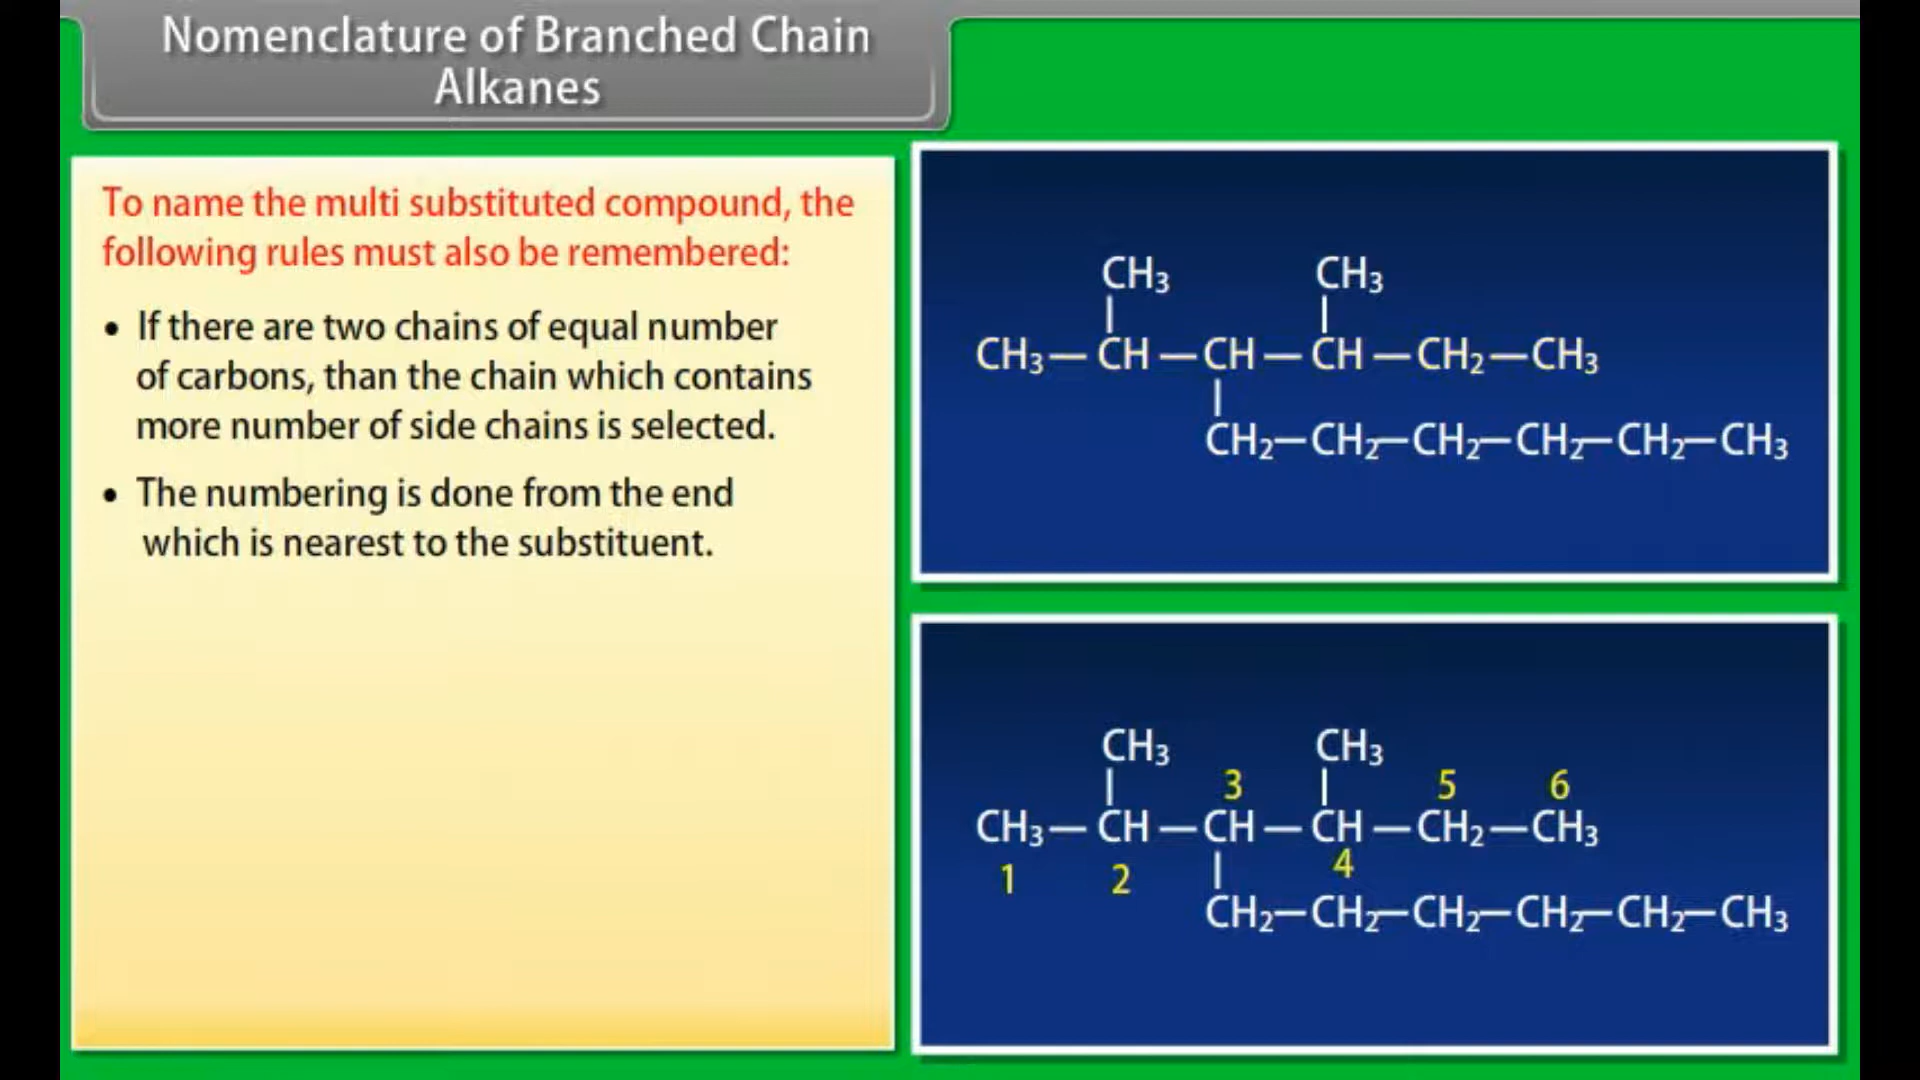 Nomenclature of Branched Chain
Alkanes
To name the multi substituted compound, the
following rules must also be remembered:
• If there are two chains of equal number
of carbons, than the chain which contains
more number of side chains is selected.
• The numbering is done from the end
which is nearest to the substituent.
CH₃ CH₃
CH₃—CH—CH—CH—CH₂—CH₃
CH₂—CH₂—CH₂—CH₂—CH₂—CH₃
CH₃ CH₃
3 5 6
CH₃—CH—CH—CH—CH₂—CH₃
1 2 4
CH₂—CH₂—CH₂—CH₂—CH₂—CH₃